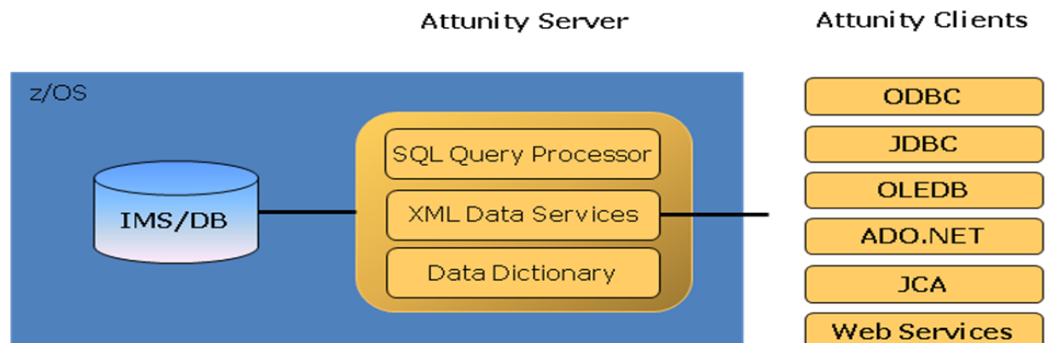 Attunity Server
Attunity Clients
z/OS
IMS/DB
SQL Query Processor
XML Data Services
Data Dictionary
ODBC
JDBC
OLEDB
ADO.NET
JCA
Web Services